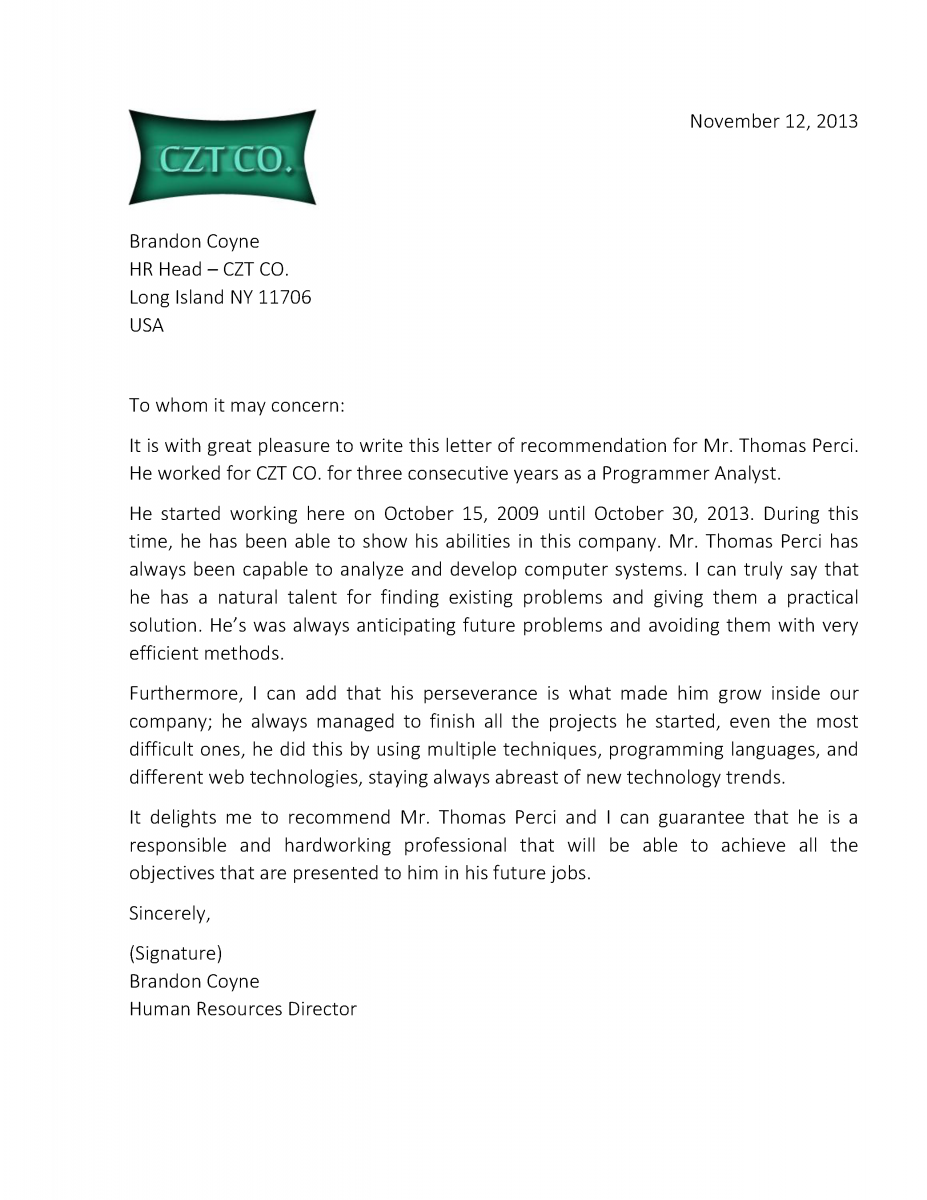 November 12, 2013
CZT CO.
Brandon Coyne
HR Head – CZT CO.
Long Island NY 11706
USA
To whom it may concern:
It is with great pleasure to write this letter of recommendation for Mr. Thomas Perci.
He worked for CZT CO. for three consecutive years as a Programmer Analyst.
He started working here on October 15, 2009 until October 30, 2013. During this
time, he has been able to show his abilities in this company. Mr. Thomas Perci has
always been capable to analyze and develop computer systems. I can truly say that
he has a natural talent for finding existing problems and giving them a practical
solution. He’s was always anticipating future problems and avoiding them with very
efficient methods.
Furthermore, I can add that his perseverance is what made him grow inside our
company; he always managed to finish all the projects he started, even the most
difficult ones, he did this by using multiple techniques, programming languages, and
different web technologies, staying always abreast of new technology trends.
It delights me to recommend Mr. Thomas Perci and I can guarantee that he is a
responsible and hardworking professional that will be able to achieve all the
objectives that are presented to him in his future jobs.
Sincerely,
(Signature)
Brandon Coyne
Human Resources Director